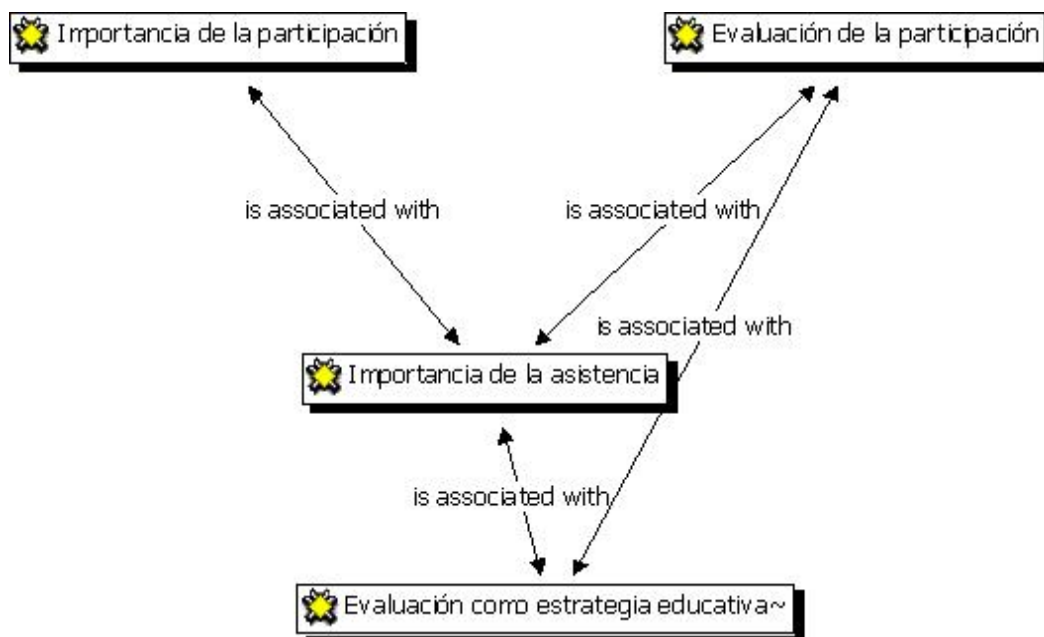 Importancia de la participación
Evaluación de la participación
is associated with
is associated with
is associated with
Importancia de la asistencia
is associated with
Evaluación como estrategia educativa~